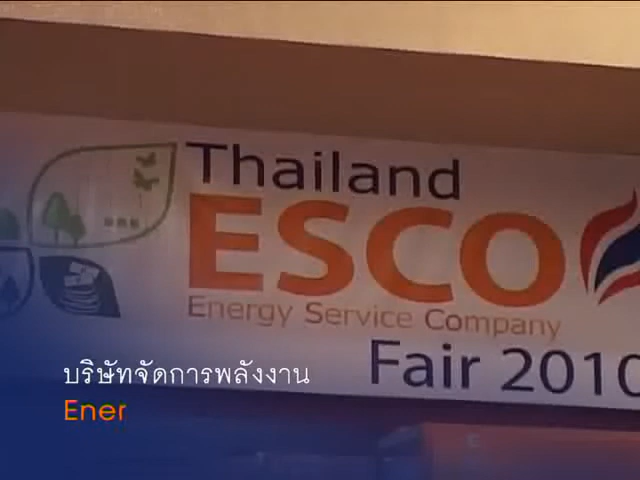 Thailand
ESCO
Energy Service Company
Fair 2010
บริษัทจัดการพลังงาน
Ener